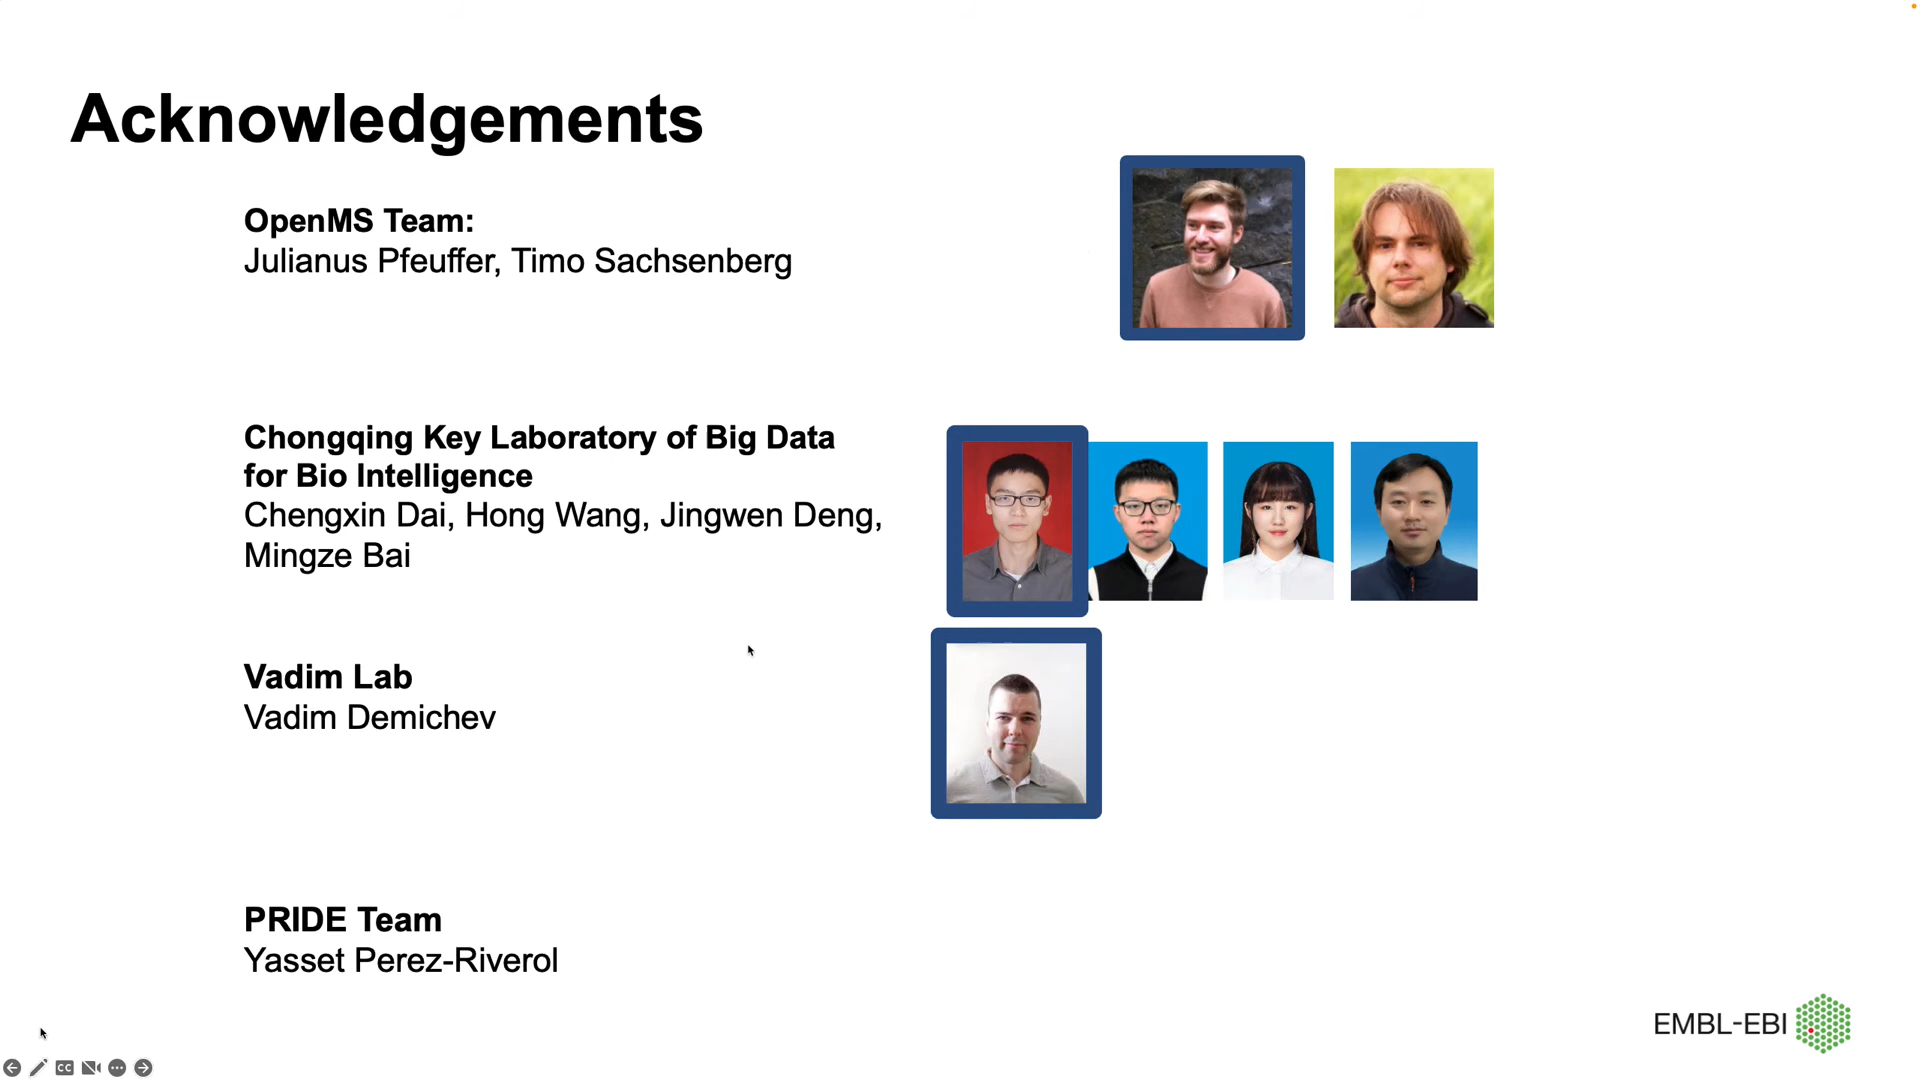 Acknowledgements
OpenMS Team:
Julianus Pfeuffer, Timo Sachsenberg
Chongqing Key Laboratory of Big Data
for Bio Intelligence
Chengxin Dai, Hong Wang, Jingwen Deng,
Mingze Bai
Vadim Lab
Vadim Demichev
PRIDE Team
Yasset Perez-Riverol
EMBL-EBI
CC